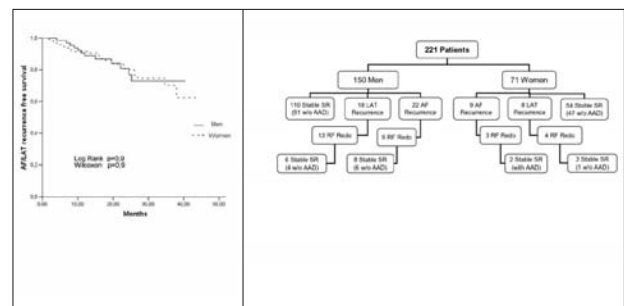 AF/LAT recurrence free survival
1,0
0,8
0,6
0,4
0,2
0,0
Men
Women
Log Rank p=0,9
Wilcoxon p=0,9
0,00
10,00
20,00
30,00
40,00
50,00
Months
221 Patients
150 Men
71 Women
110 Stable SR
(91 w/o AAD)
18 LAT
Recurrence
22 AF
Recurrence
9 AF
Recurrence
8 LAT
Recurrence
54 Stable SR
(47 w/o AAD)
13 RF Redo
RF Redo
3 RF Redo
4 RF Redo
Stable SR
(4 w/o AAD)
8 Stable SR
(6 w/o AAD)
2 Stable SR
(with AAD)
3 Stable SR
(1 w/o AAD)